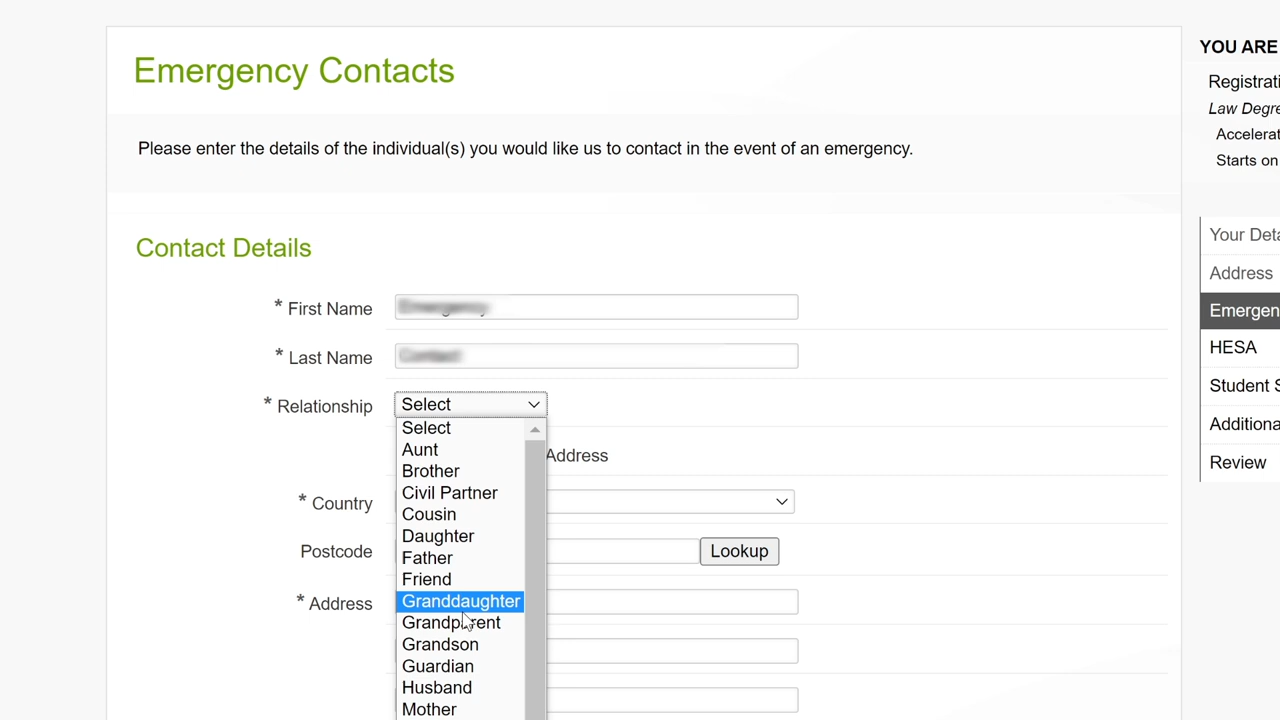 Emergency Contacts
Please enter the details of the individual(s) you would like us to contact in the event of an emergency.
Contact Details
* First Name
* Last Name
* Relationship
Select
Select
Aunt
Brother
Civil Partner
Cousin
Daughter
Father
Friend
Granddaughter
Grandparent
Grandson
Guardian
Husband
Mother
Address
* Country
Postcode
Lookup
* Address
YOU ARE
Registrati
Law Degre
Accelerat
Starts on
Your Deta
Address
Emergen
HESA
Student S
Additiona
Review